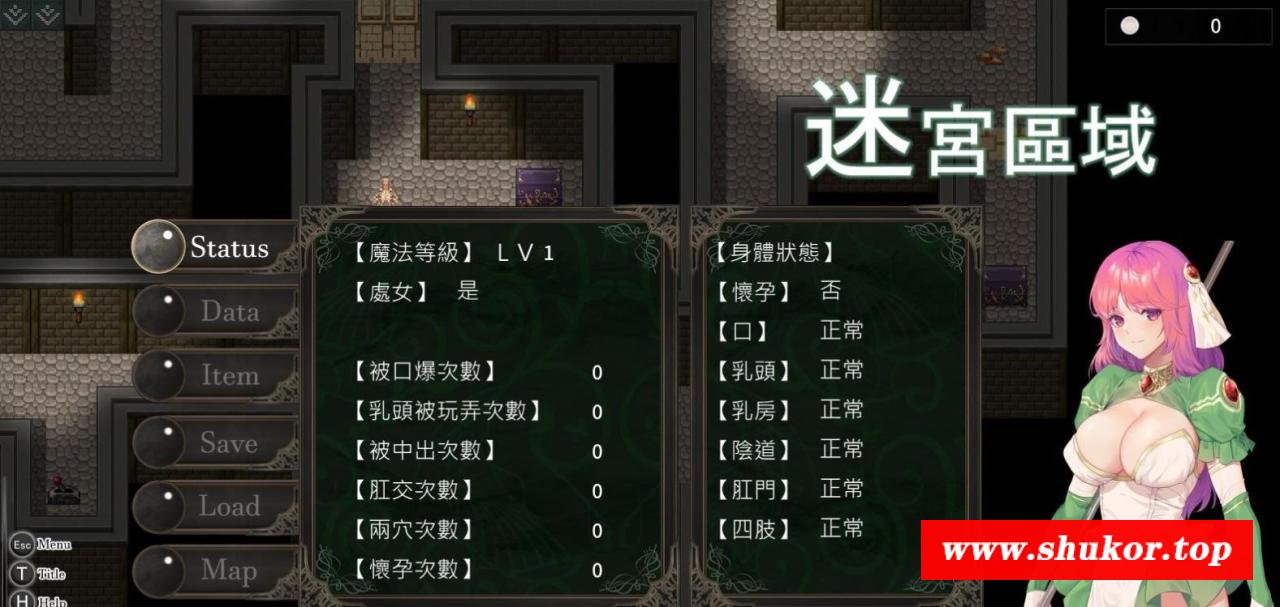 0
迷宮區域
Status
Data
Item
Save
Load
Map
【魔法等級】 LV 1
【處女】 是
【被口爆次數】 0
【乳頭被玩弄次數】 0
【被中出次數】 0
【肛交次數】 0
【兩穴次數】 0
【懷孕次數】 0
【身體狀態】
【懷孕】 否
【口】 正常
【乳頭】 正常
【乳房】 正常
【陰道】 正常
【肛門】 正常
【四肢】 正常
Esc Menu
T Title
H Help
www.shukor.top